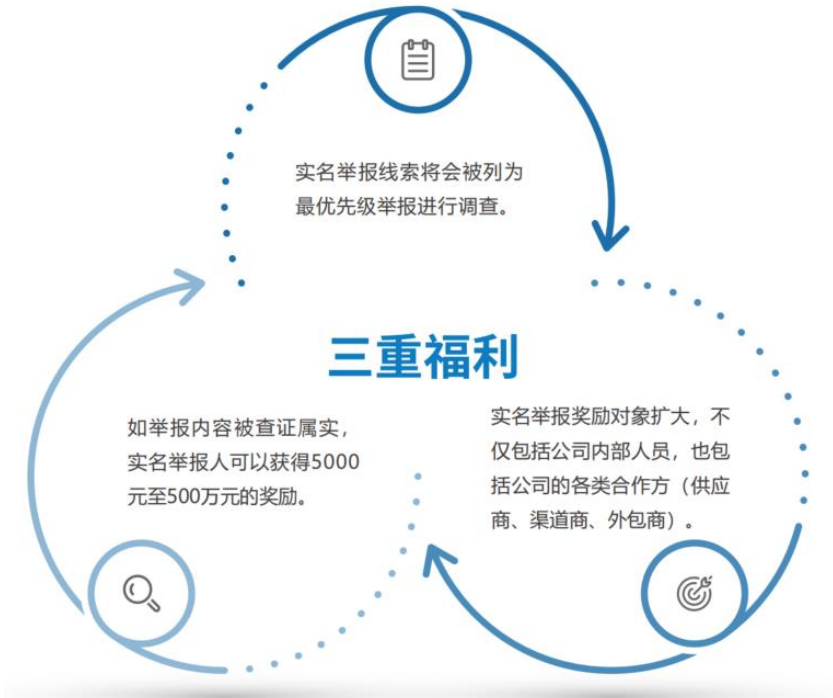 实名举报线索将会被列为
最优先级举报进行调查。
三重福利
如举报内容被查证属实，
实名举报人可以获得5000
元至500万元的奖励。
实名举报奖励对象扩大，不
仅包括公司内部人员，也包
括公司的各类合作方（供应
商、渠道商、外包商）。